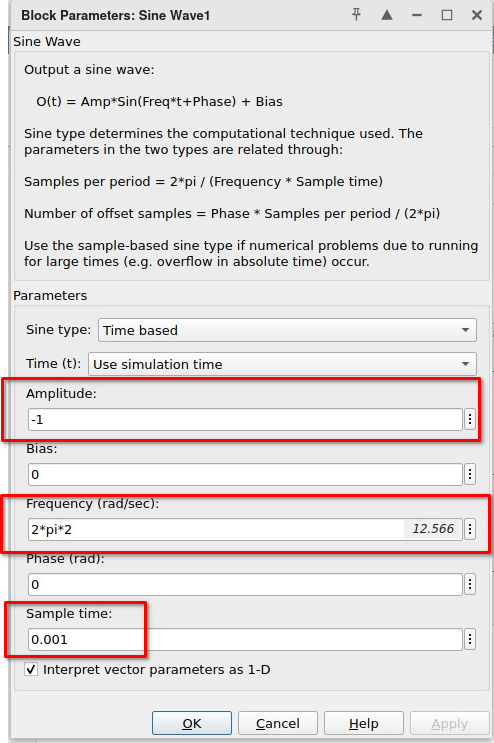 Block Parameters: Sine Wave1
Sine Wave
Output a sine wave:
O(t) = Amp*Sin(Freq*t+Phase) + Bias
Sine type determines the computational technique used. The
parameters in the two types are related through:
Samples per period = 2*pi / (Frequency * Sample time)
Number of offset samples = Phase * Samples per period / (2*pi)
Use the sample-based sine type if numerical problems due to running
for large times (e.g. overflow in absolute time) occur.
Parameters
Sine type: Time based
Time (t): Use simulation time
Amplitude:
-1
Bias:
0
Frequency (rad/sec):
2*pi*2 12.566
Phase (rad):
0
Sample time:
0.001
Interpret vector parameters as 1-D
OK Cancel Help Apply